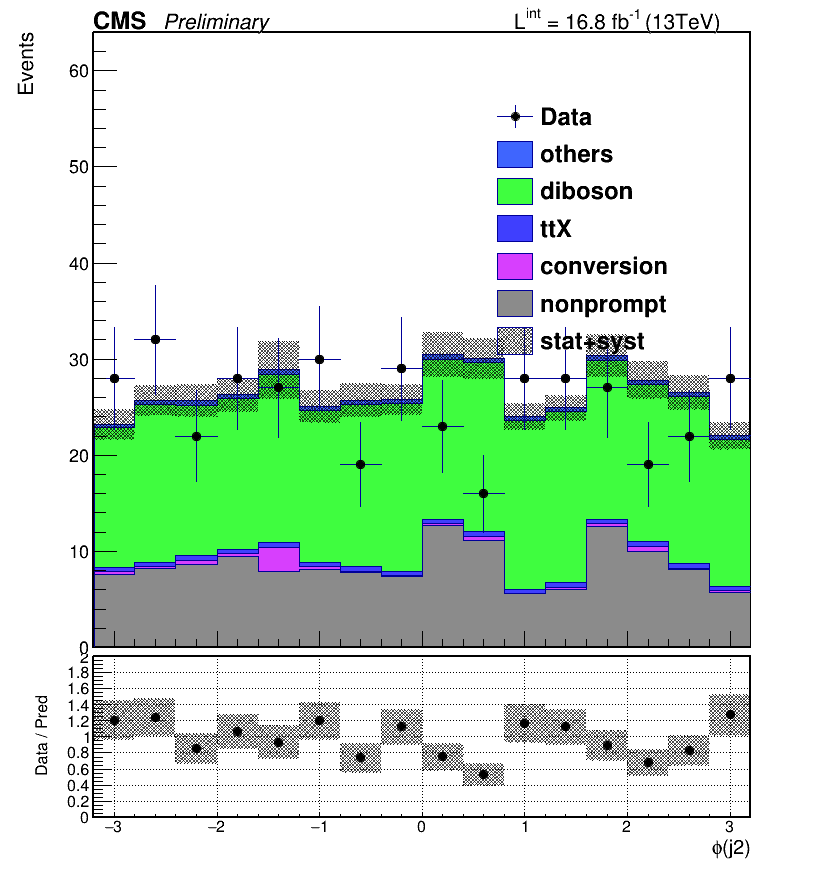 CMS Preliminary L^int = 16.8 fb^-1 (13TeV)
Events
60
50
40
30
20
10
0
Data
others
diboson
ttX
conversion
nonprompt
stat+syst
Data / Pred
2
1.8
1.6
1.4
1.2
1
0.8
0.6
0.4
0.2
0
−3 −2 −1 0 1 2 3
ϕ(j2)